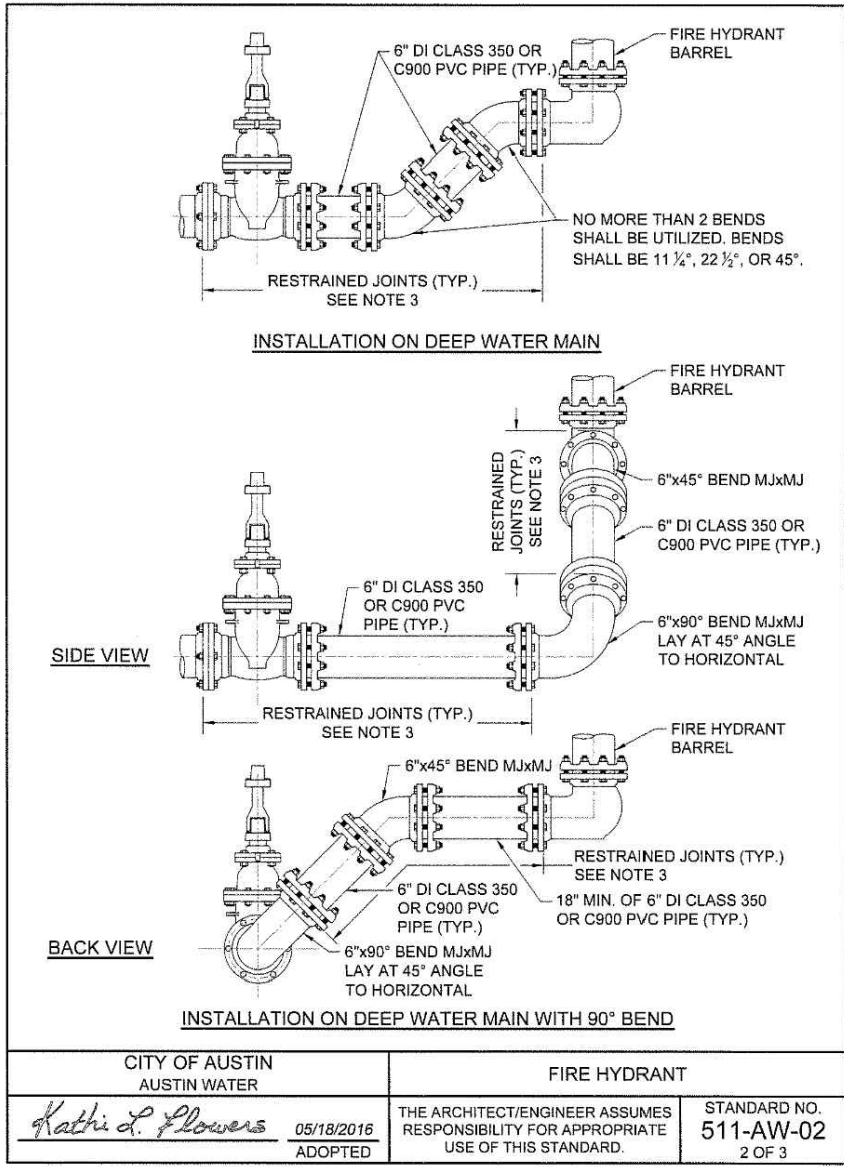 6" DI CLASS 350 OR
C900 PVC PIPE (TYP.)
FIRE HYDRANT
BARREL
NO MORE THAN 2 BENDS
SHALL BE UTILIZED. BENDS
SHALL BE 11 ¼°, 22 ½°, OR 45°.
RESTRAINED JOINTS (TYP.)
SEE NOTE 3
INSTALLATION ON DEEP WATER MAIN
FIRE HYDRANT
BARREL
RESTRAINED
JOINTS (TYP.)
SEE NOTE 3
6"x45° BEND MJxMJ
6" DI CLASS 350 OR
C900 PVC PIPE (TYP.)
6" DI CLASS 350
OR C900 PVC
PIPE (TYP.)
6"x90° BEND MJxMJ
LAY AT 45° ANGLE
TO HORIZONTAL
SIDE VIEW
RESTRAINED JOINTS (TYP.)
SEE NOTE 3
FIRE HYDRANT
BARREL
6"x45° BEND MJxMJ
RESTRAINED JOINTS (TYP.)
SEE NOTE 3
6" DI CLASS 350
OR C900 PVC
PIPE (TYP.)
18" MIN. OF 6" DI CLASS 350
OR C900 PVC PIPE (TYP.)
BACK VIEW
6"x90° BEND MJxMJ
LAY AT 45° ANGLE
TO HORIZONTAL
INSTALLATION ON DEEP WATER MAIN WITH 90° BEND
CITY OF AUSTIN
AUSTIN WATER
FIRE HYDRANT
Kathi L. Flowers
05/18/2016
ADOPTED
THE ARCHITECT/ENGINEER ASSUMES
RESPONSIBILITY FOR APPROPRIATE
USE OF THIS STANDARD.
STANDARD NO.
511-AW-02
2 OF 3